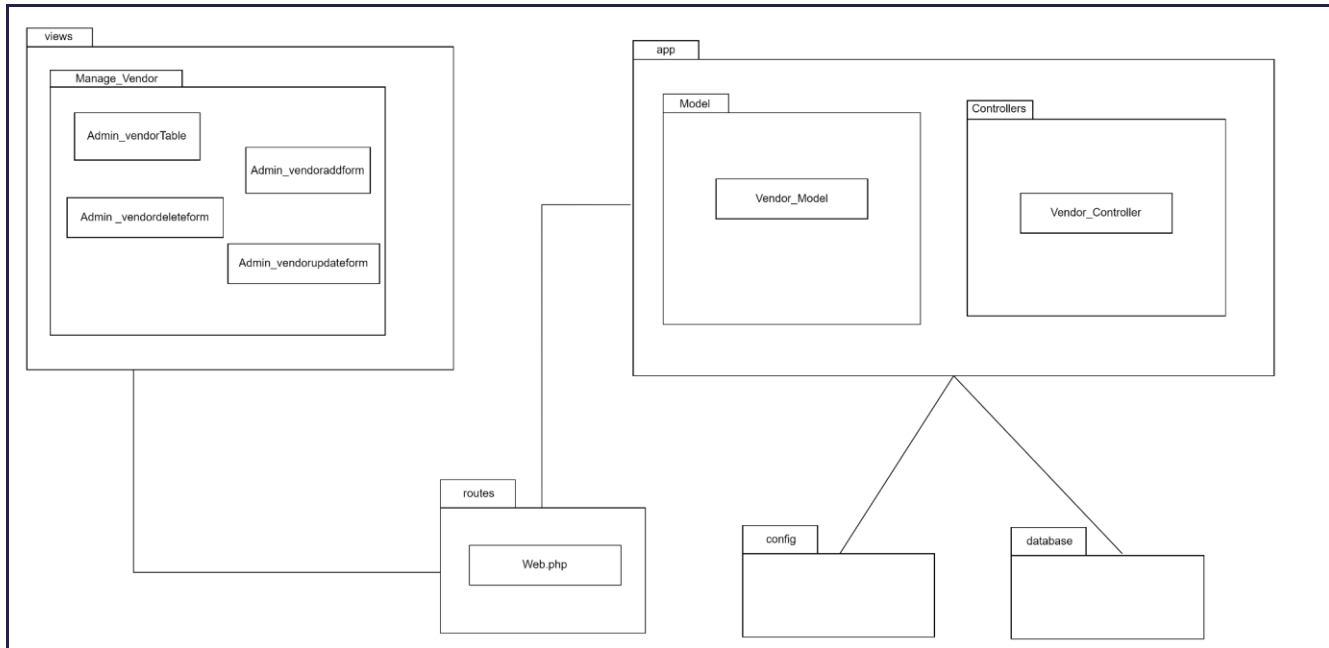 views
Manage_Vendor
Admin_vendorTable
Admin_vendoraddform
Admin _vendordeleteform
Admin_vendorupdateform
app
Model
Vendor_Model
Controllers
Vendor_Controller
routes
Web.php
config
database